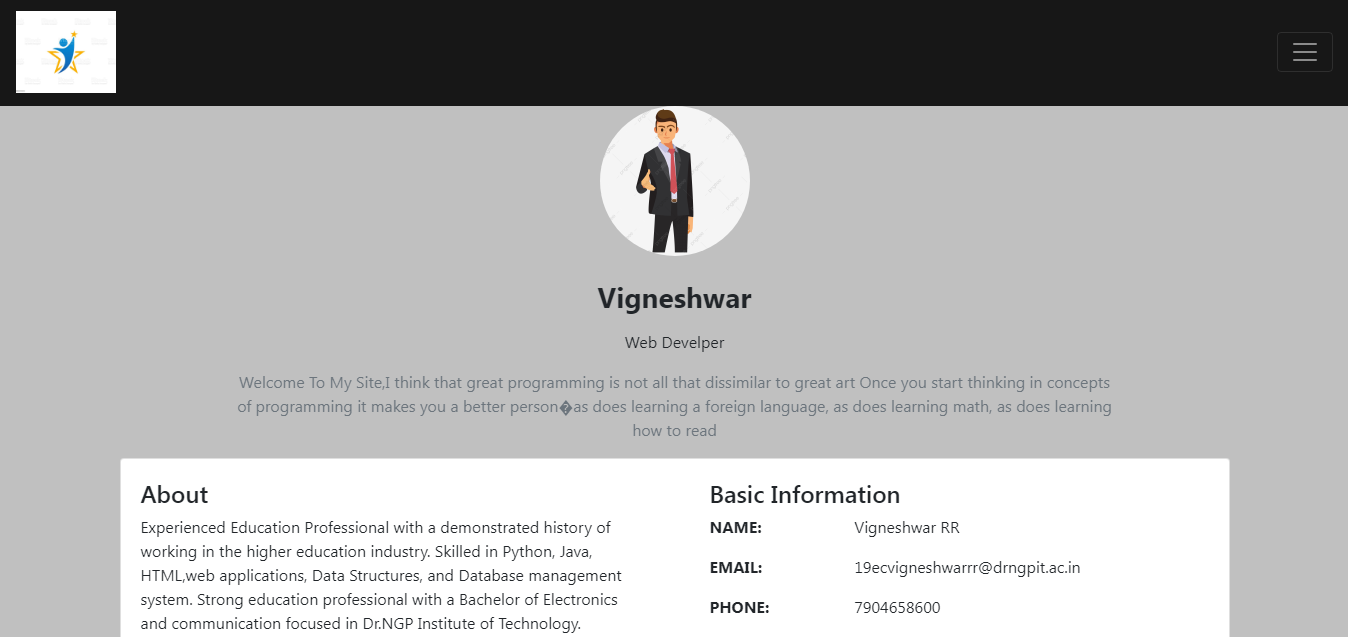 Vigneshwar
Web Develper
Welcome To My Site,I think that great programming is not all that dissimilar to great art Once you start thinking in concepts
of programming it makes you a better person�as does learning a foreign language, as does learning math, as does learning
how to read
About
Experienced Education Professional with a demonstrated history of
working in the higher education industry. Skilled in Python, Java,
HTML,web applications, Data Structures, and Database management
system. Strong education professional with a Bachelor of Electronics
and communication focused in Dr.NGP Institute of Technology.
Basic Information
NAME: Vigneshwar RR
EMAIL: 19ecvigneshwarrr@drngpit.ac.in
PHONE: 7904658600